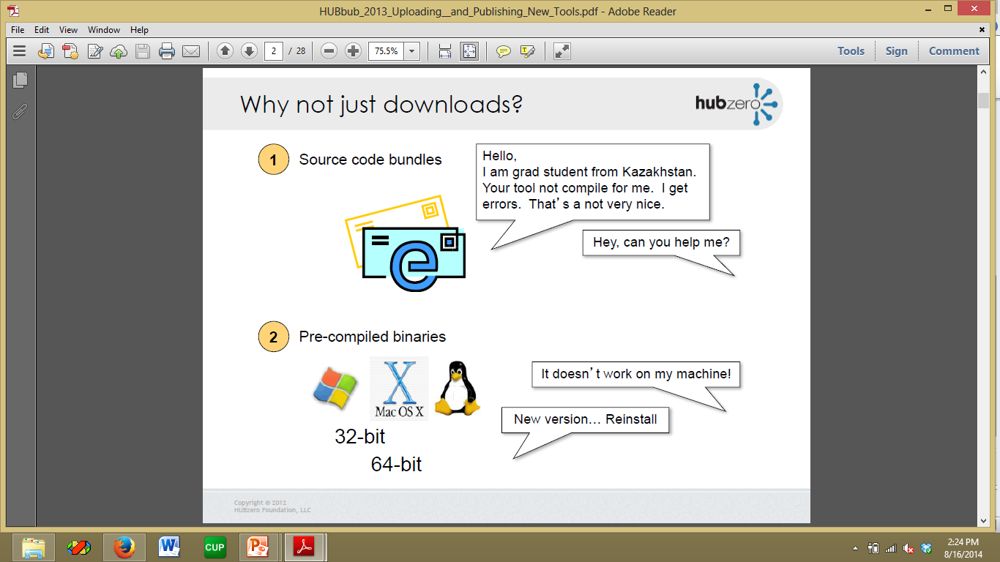 HUBbub_2013_Uploading__and_Publishing_New_Tools.pdf - Adobe Reader
File Edit View Window Help
2 / 28 75.5% Tools Sign Comment
Why not just downloads?
hubzero
1 Source code bundles
Hello,
I am grad student from Kazakhstan.
Your tool not compile for me. I get
errors. That's a not very nice.
Hey, can you help me?
e
2 Pre-compiled binaries
It doesn't work on my machine!
X
Mac OS X
New version... Reinstall
32-bit
64-bit
Copyright © 2012
HUBzero Foundation, LLC
W CUP P
2:24 PM
8/16/2014